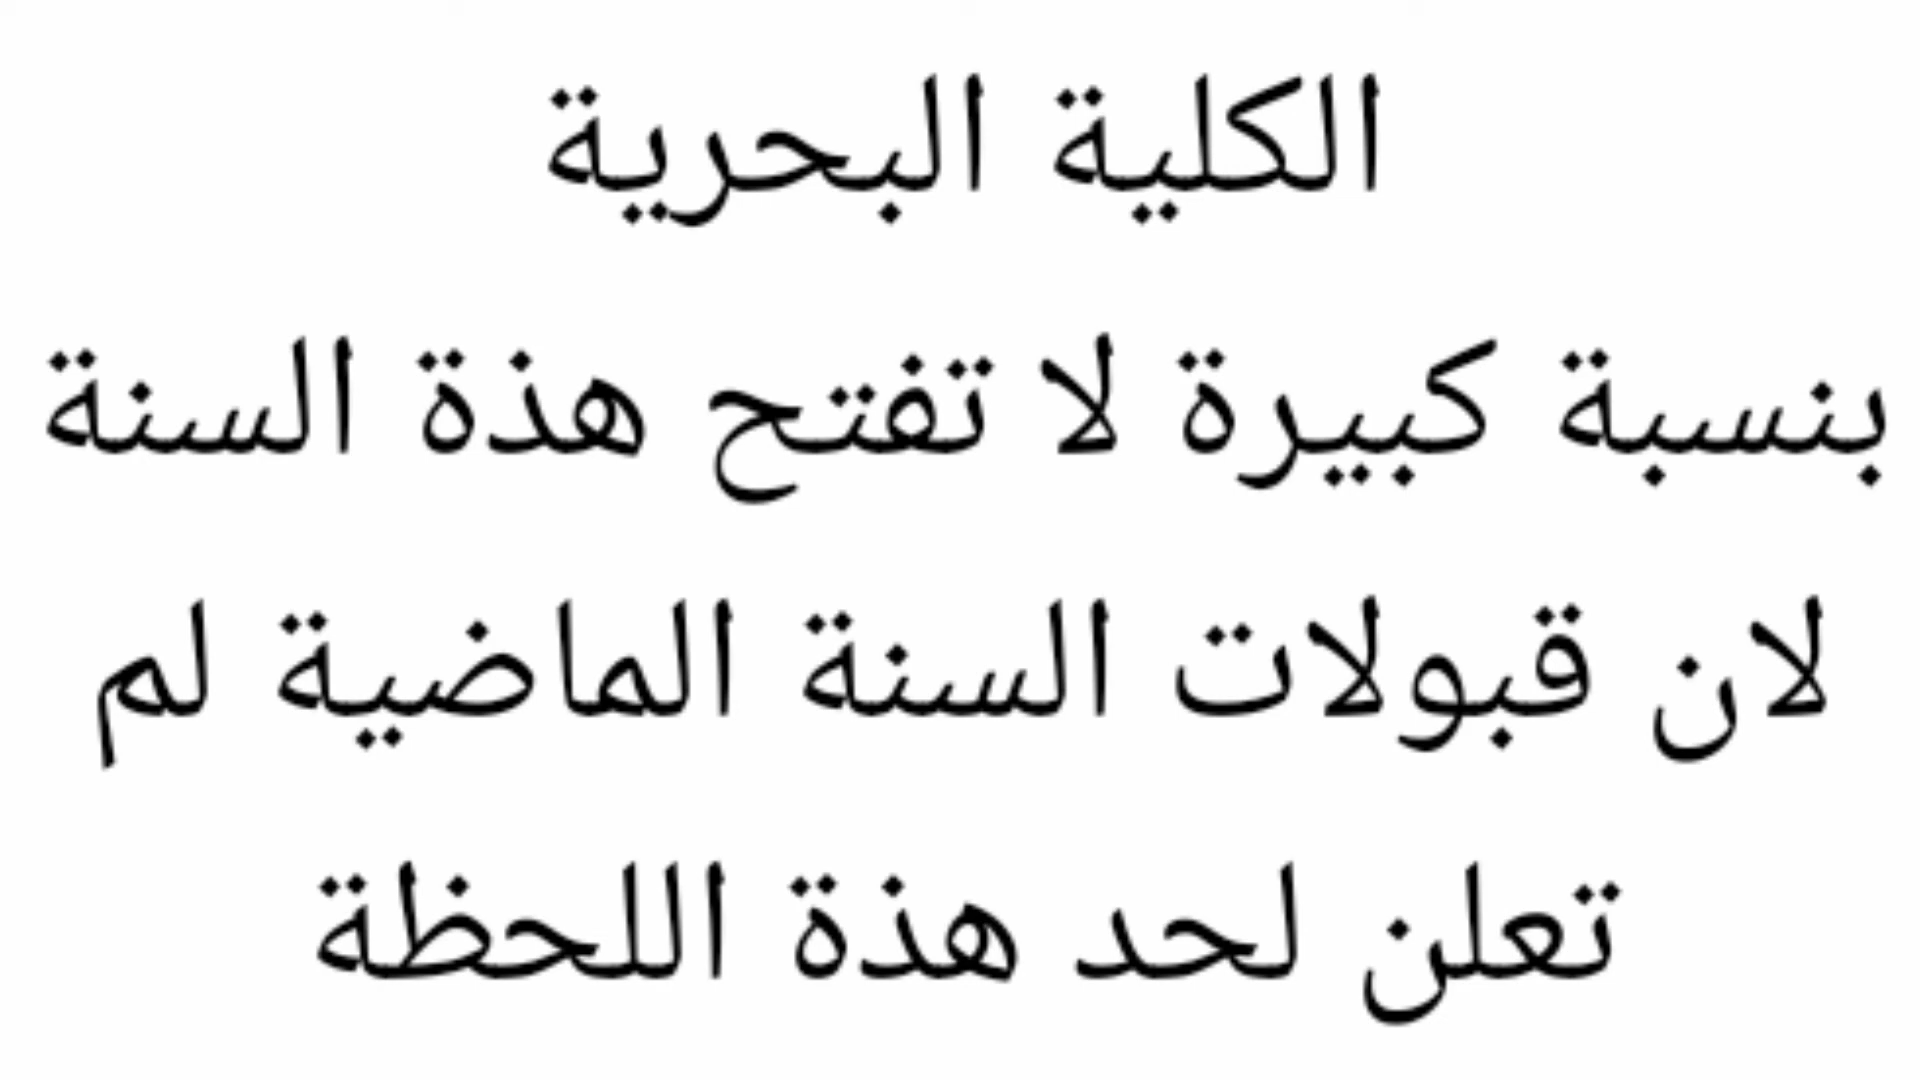 الكلية البحرية
بنسبة كبيرة لا تفتح هذة السنة
لان قبولات السنة الماضية لم
تعلن لحد هذة اللحظة